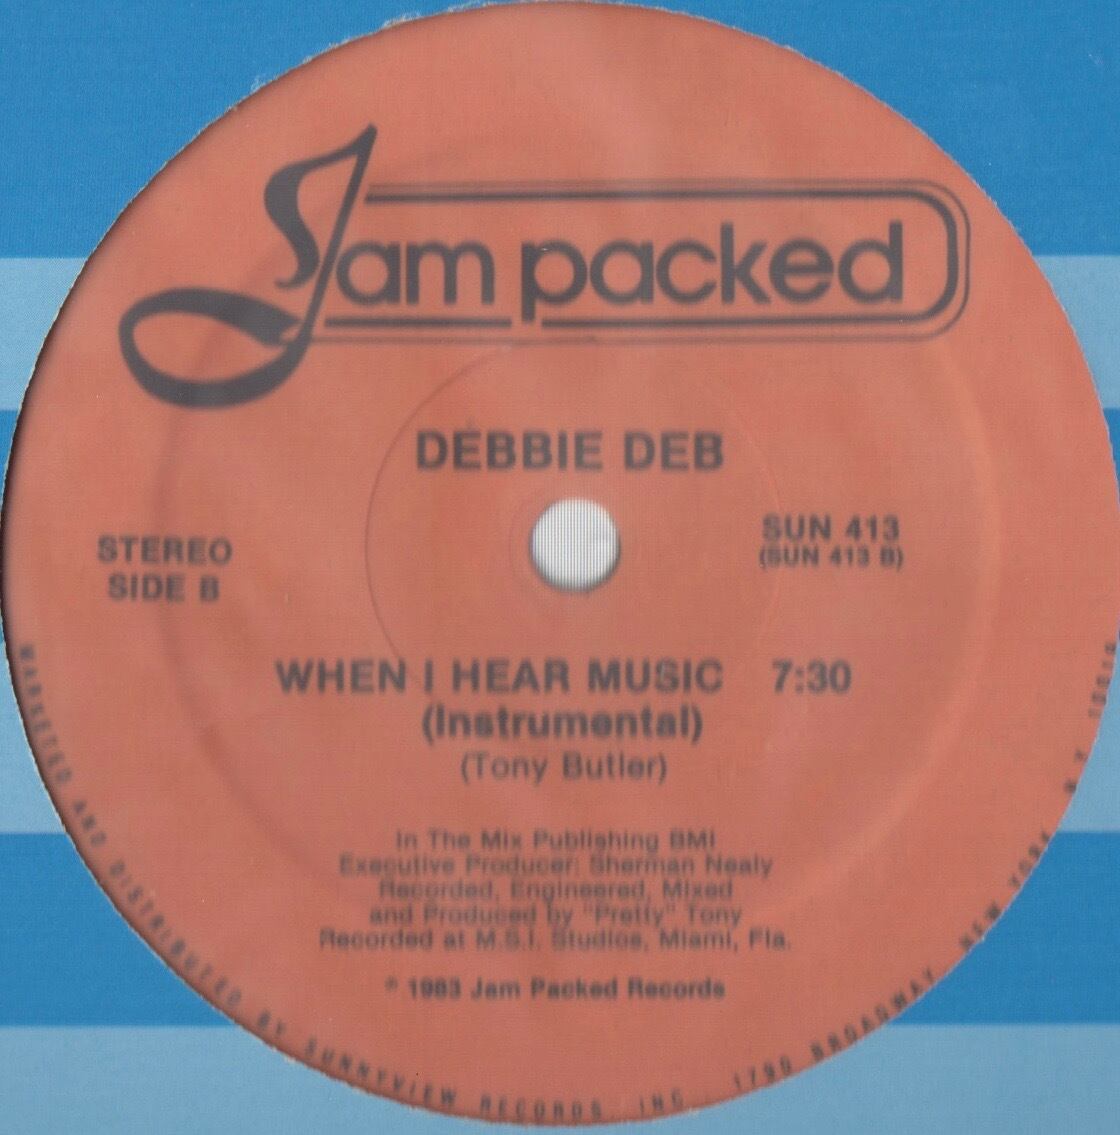 Jam packed
DEBBIE DEB
STEREO
SIDE B
SUN 413
(SUN 413 B)
WHEN I HEAR MUSIC 7:30
(Instrumental)
(Tony Butler)
In The Mix Publishing BMI
Executive Producer: Sherman Nealy
Recorded, Engineered, Mixed
and Produced by "Pretty" Tony
Recorded at M.S.I. Studios, Miami, Fla.
℗ 1983 Jam Packed Records
MARKETED AND DISTRIBUTED BY SUNNYVIEW RECORDS, INC. 1790 BROADWAY, NEW YORK, N.Y. 10019